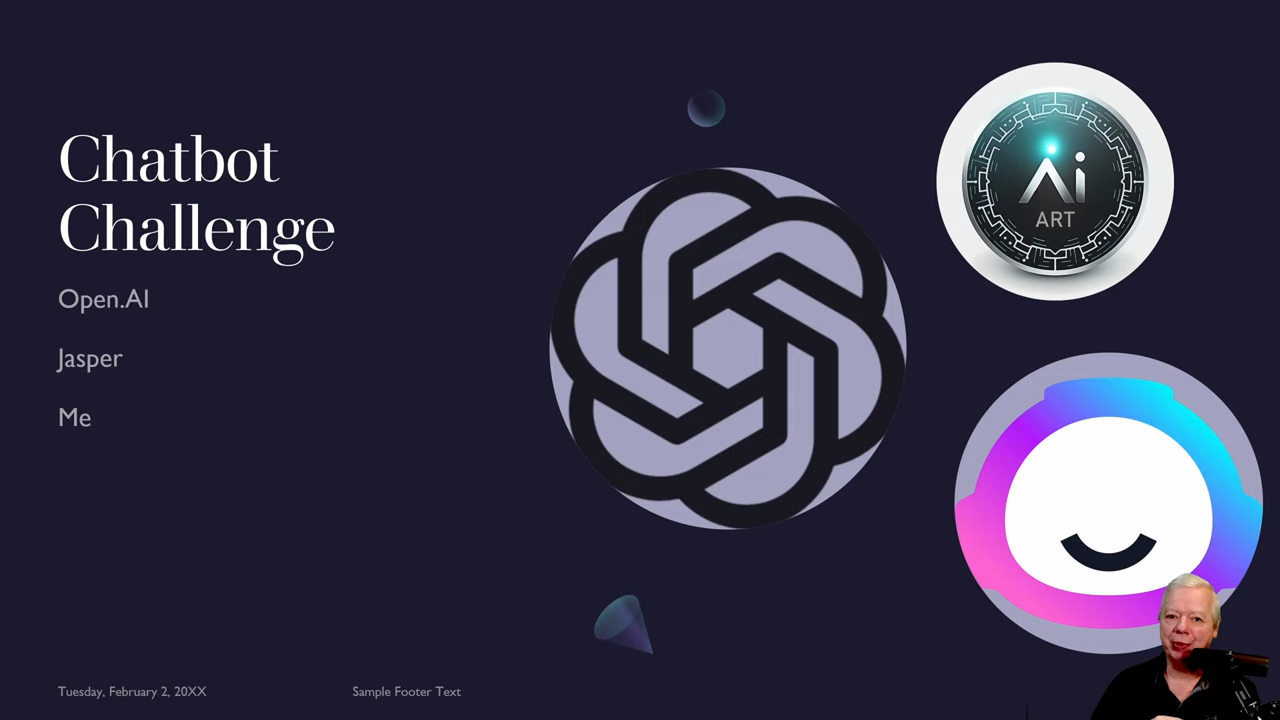 Chatbot
Challenge
Open.AI
Jasper
Me
Ai
ART
Tuesday, February 2, 20XX
Sample Footer Text